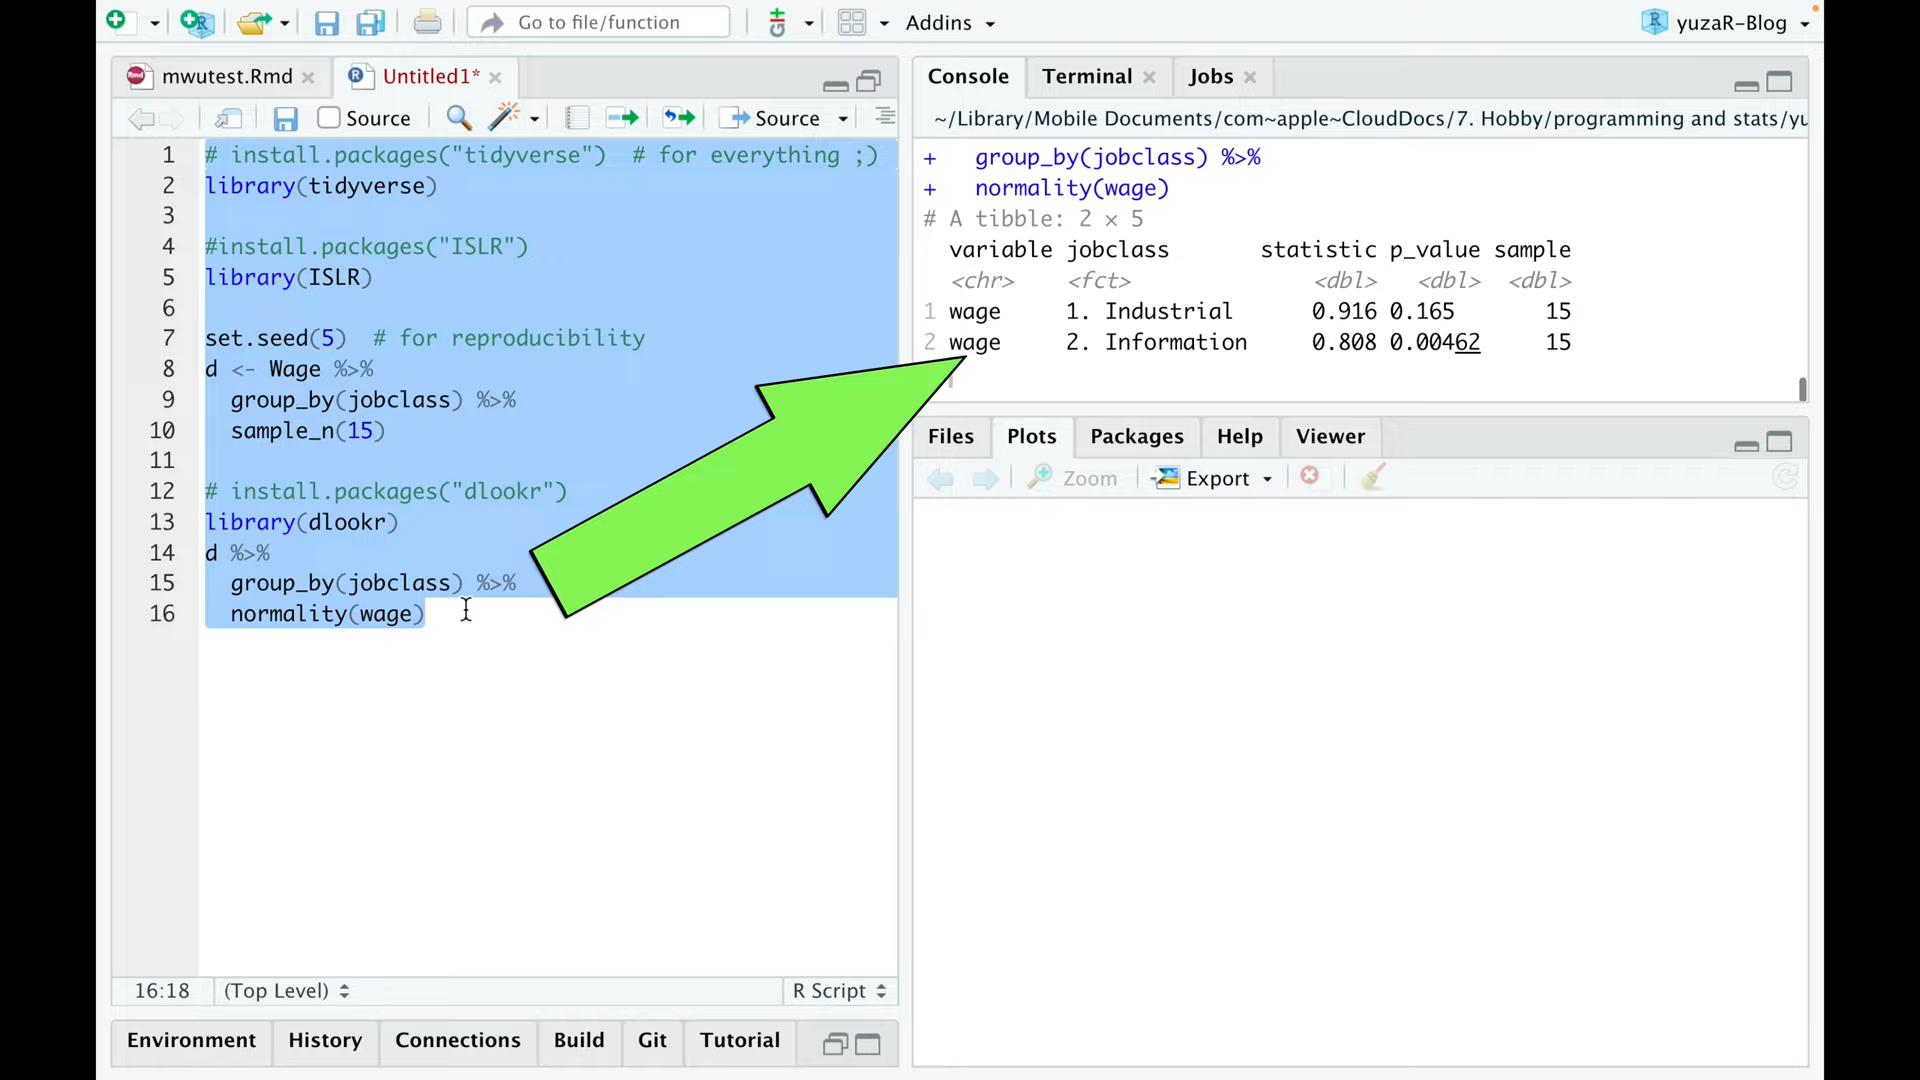 Go to file/function
Addins
yuzaR-Blog
mwutest.Rmd
Untitled1*
Source
Source
1 # install.packages("tidyverse")  # for everything ;)
2 library(tidyverse)
3
4 #install.packages("ISLR")
5 library(ISLR)
6
7 set.seed(5)  # for reproducibility
8 d <- Wage %>%
9   group_by(jobclass) %>%
10   sample_n(15)
11
12 # install.packages("dlookr")
13 library(dlookr)
14 d %>%
15   group_by(jobclass) %>%
16   normality(wage)
16:18 (Top Level) R Script
Environment History Connections Build Git Tutorial
Console Terminal Jobs
~/Library/Mobile Documents/com~apple~CloudDocs/7. Hobby/programming and stats/yu
+   group_by(jobclass) %>%
+   normality(wage)
# A tibble: 2 × 5
variable jobclass statistic p_value sample
<chr> <fct> <dbl> <dbl> <dbl>
1 wage 1. Industrial 0.916 0.165 15
2 wage 2. Information 0.808 0.00462 15
Files Plots Packages Help Viewer
Zoom Export